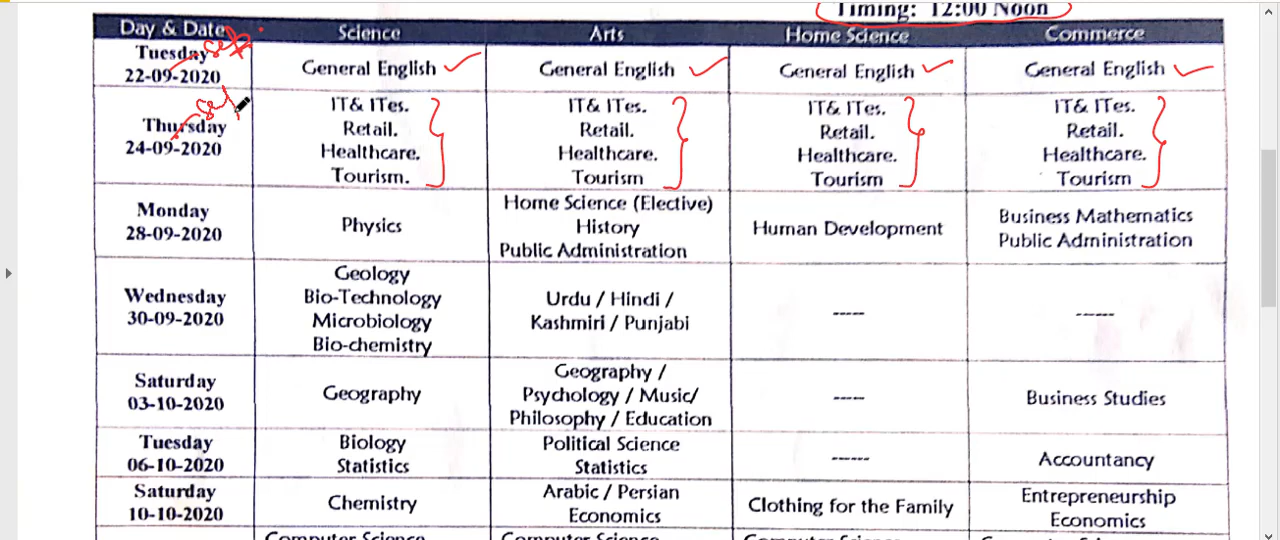 Timing: 12:00 Noon
Day & Date Science Arts Home Science Commerce
Tuesday
22-09-2020
General English
General English
General English
General English
Thursday
24-09-2020
IT& ITes.
Retail.
Healthcare.
Tourism.
IT& ITes.
Retail.
Healthcare.
Tourism
IT& ITes.
Retail.
Healthcare.
Tourism
IT& ITes.
Retail.
Healthcare.
Tourism
Monday
28-09-2020
Physics
Home Science (Elective)
History
Public Administration
Human Development
Business Mathematics
Public Administration
Wednesday
30-09-2020
Geology
Bio-Technology
Microbiology
Bio-chemistry
Urdu / Hindi /
Kashmiri / Punjabi
-----
------
Saturday
03-10-2020
Geography
Geography /
Psychology / Music/
Philosophy / Education
-----
Business Studies
Tuesday
06-10-2020
Biology
Statistics
Political Science
Statistics
------
Accountancy
Saturday
10-10-2020
Chemistry
Arabic / Persian
Economics
Clothing for the Family
Entrepreneurship
Economics
Computer Science
Computer Science
Computer Science